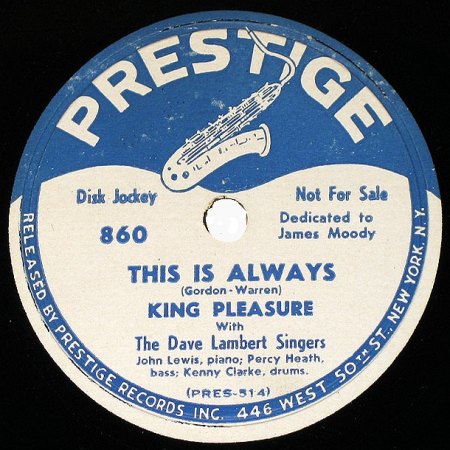 PRESTIGE
Disk Jockey
Not For Sale
860
Dedicated to
James Moody
THIS IS ALWAYS
(Gordon-Warren)
KING PLEASURE
With
The Dave Lambert Singers
John Lewis, piano; Percy Heath,
bass; Kenny Clarke, drums.
(PRES-514)
RELEASED BY PRESTIGE RECORDS INC. 446 WEST 50TH ST., NEW YORK, N.Y.